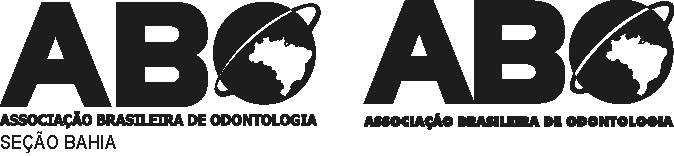 ABO
ASSOCIAÇÃO BRASILEIRA DE ODONTOLOGIA
SEÇÃO BAHIA
ABO
ASSOCIAÇÃO BRASILEIRA DE ODONTOLOGIA